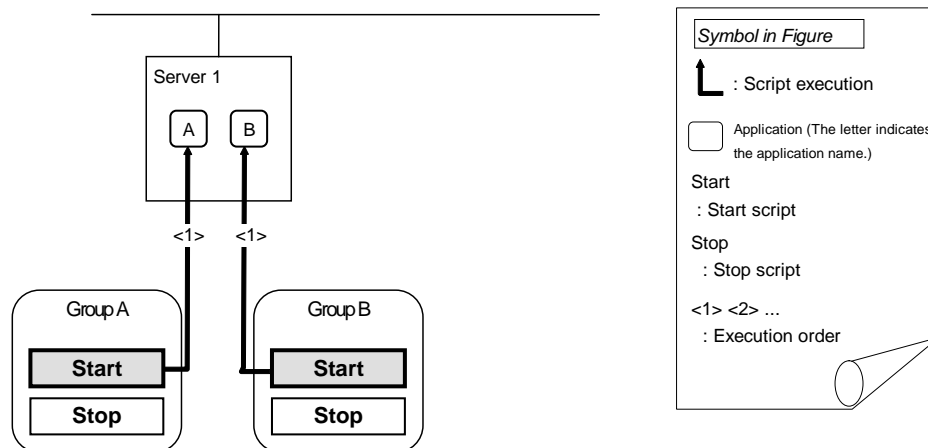 Server 1
A B
<1> <1>
Group A Group B
Start Start
Stop Stop
Symbol in Figure
: Script execution
Application (The letter indicates
the application name.)
Start
: Start script
Stop
: Stop script
<1> <2> ...
: Execution order